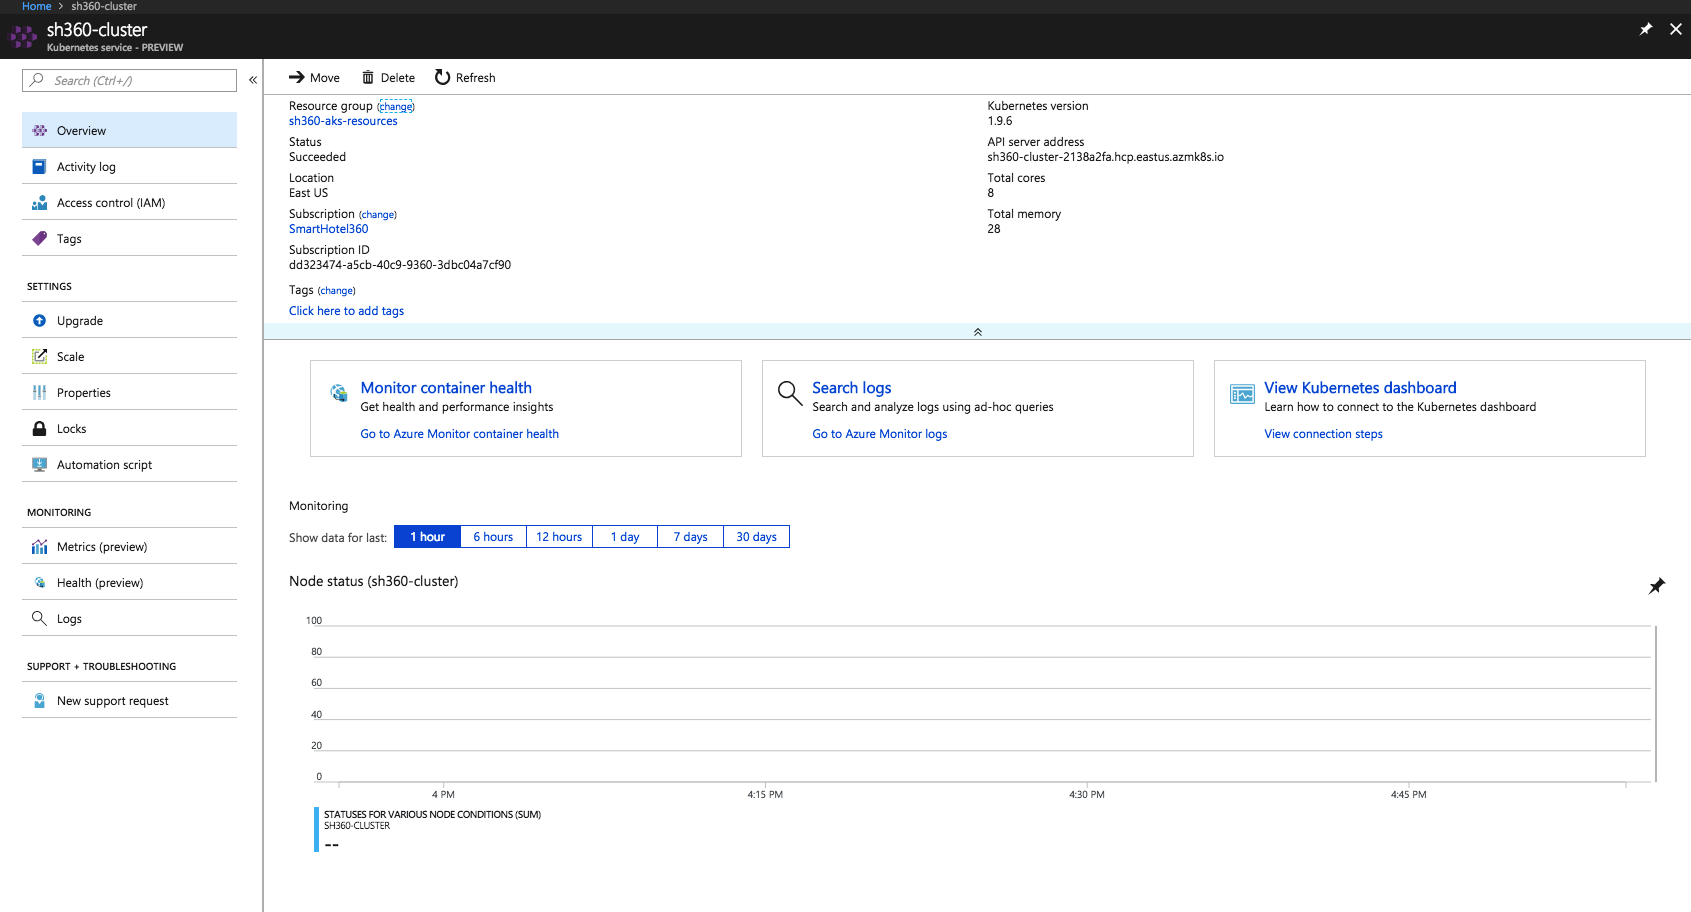 Home > sh360-cluster
sh360-cluster
Kubernetes service - PREVIEW
Search (Ctrl+/)
«
Overview
Activity log
Access control (IAM)
Tags
SETTINGS
Upgrade
Scale
Properties
Locks
Automation script
MONITORING
Metrics (preview)
Health (preview)
Logs
SUPPORT + TROUBLESHOOTING
New support request
Move Delete Refresh
Resource group (change)
sh360-aks-resources
Status
Succeeded
Location
East US
Subscription (change)
SmartHotel360
Subscription ID
dd323474-a5cb-40c9-9360-3dbc04a7cf90
Tags (change)
Click here to add tags
Kubernetes version
1.9.6
API server address
sh360-cluster-2138a2fa.hcp.eastus.azmk8s.io
Total cores
8
Total memory
28
Monitor container health
Get health and performance insights
Go to Azure Monitor container health
Search logs
Search and analyze logs using ad-hoc queries
Go to Azure Monitor logs
View Kubernetes dashboard
Learn how to connect to the Kubernetes dashboard
View connection steps
Monitoring
Show data for last: 1 hour 6 hours 12 hours 1 day 7 days 30 days
Node status (sh360-cluster)
100
80
60
40
20
0
4 PM 4:15 PM 4:30 PM 4:45 PM
STATUSES FOR VARIOUS NODE CONDITIONS (SUM)
SH360-CLUSTER
--